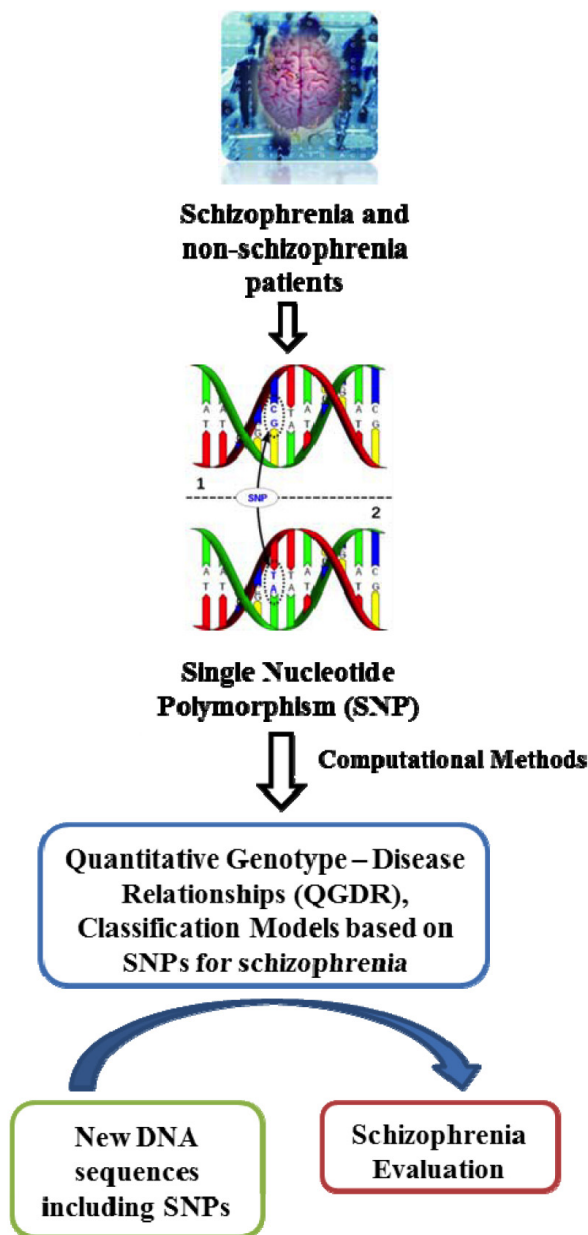 Schizophrenia and
non-schizophrenia
patients
C
G
T
A
A
T
A
T
G
A
T
C
G
1
SNP
2
T
A
T
A
A
T
A
T
G
A
T
C
G
Single Nucleotide
Polymorphism (SNP)
Computational Methods
Quantitative Genotype – Disease
Relationships (QGDR),
Classification Models based on
SNPs for schizophrenia
New DNA
sequences
including SNPs
Schizophrenia
Evaluation